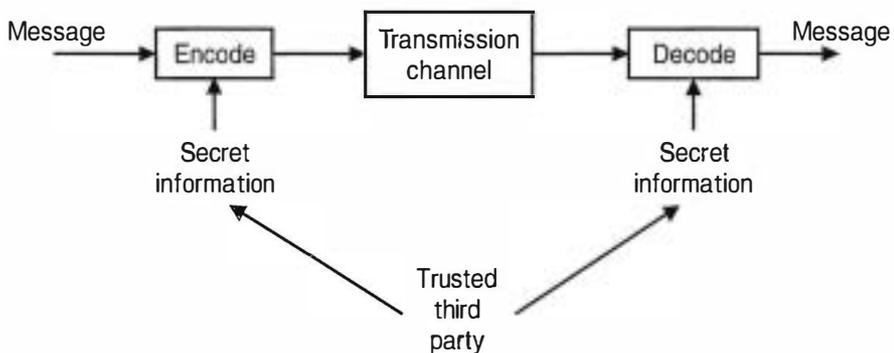 Message
Encode
Transmission
channel
Decode
Message
Secret
information
Secret
information
Trusted
third
party